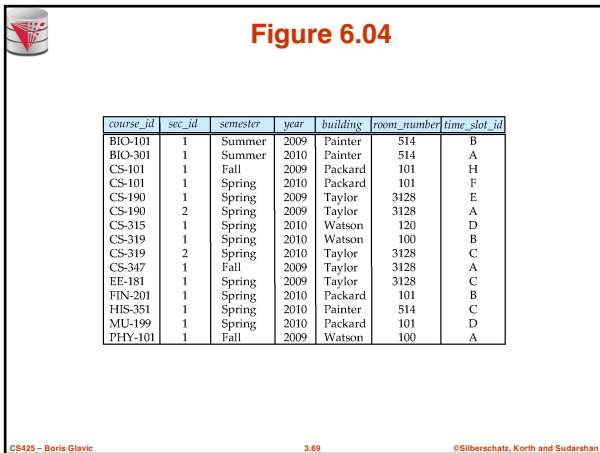 Figure 6.04
course_id sec_id semester year building room_number time_slot_id
BIO-101 1 Summer 2009 Painter 514 B
BIO-301 1 Summer 2010 Painter 514 A
CS-101 1 Fall 2009 Packard 101 H
CS-101 1 Spring 2010 Packard 101 F
CS-190 1 Spring 2009 Taylor 3128 E
CS-190 2 Spring 2009 Taylor 3128 A
CS-315 1 Spring 2010 Watson 120 D
CS-319 1 Spring 2010 Watson 100 B
CS-319 2 Spring 2010 Taylor 3128 C
CS-347 1 Fall 2009 Taylor 3128 A
EE-181 1 Spring 2009 Taylor 3128 C
FIN-201 1 Spring 2010 Packard 101 B
HIS-351 1 Spring 2010 Painter 514 C
MU-199 1 Spring 2010 Packard 101 D
PHY-101 1 Fall 2009 Watson 100 A
CS425 – Boris Glavic 3.69 ©Silberschatz, Korth and Sudarshan